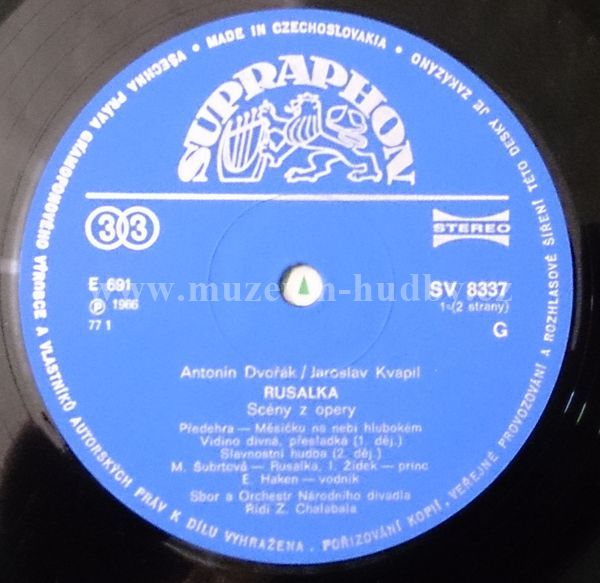 VŠECHNA PRÁVA GRAMOFONOVÉHO VÝROBCE A VLASTNÍKŮ AUTORSKÝCH PRÁV K DÍLU VYHRAŽENA. POŘIZOVÁNÍ KOPIÍ, VEŘEJNÉ PROVOZOVÁNÍ A ROZHLASOVÉ ŠÍŘENÍ TÉTO DESKY JE ZAKÁZÁNO • MADE IN CZECHOSLOVAKIA •
SUPRAPHON
33
STEREO
E 691
SV 8337
℗ 1966
1=(2 strany)
77 1
G
www.muzeum-hudby.cz
Antonín Dvořák/Jaroslav Kvapil
RUSALKA
Scény z opery
Předehra — Měsíčku na nebi hlubokém
Vidino divná, přesladká (1. děj.)
Slavnostní hudba (2. děj.)
M. Šubrtová — Rusalka, I. Žídek — princ
E. Haken — vodník
Sbor a Orchestr Národního divadla
Řídí Z. Chalabala